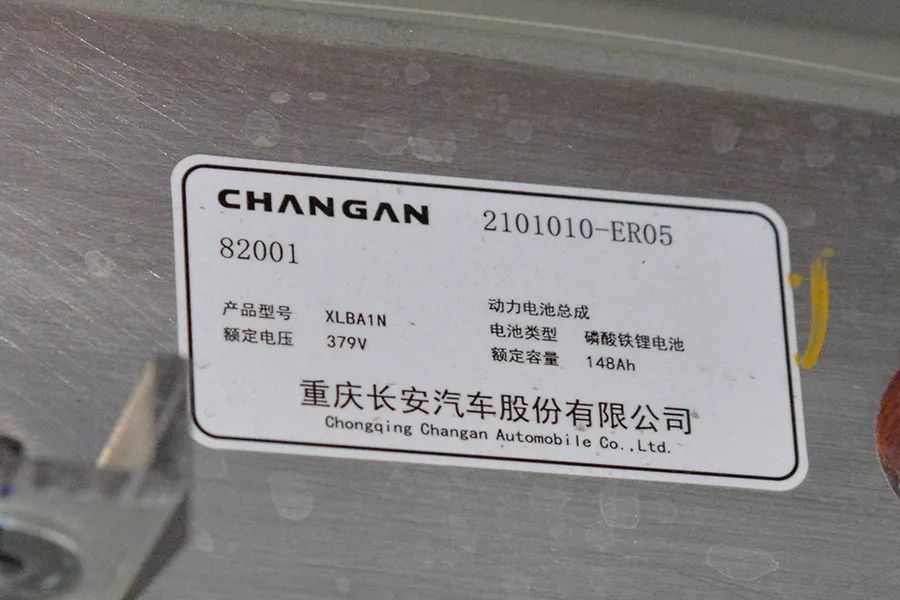 CHANGAN 2101010-ER05
82001
动力电池总成
产品型号 XLBA1N 电池类型 磷酸铁锂电池
额定电压 379V 额定容量 148Ah
重庆长安汽车股份有限公司
Chongqing Changan Automobile Co.,Ltd.